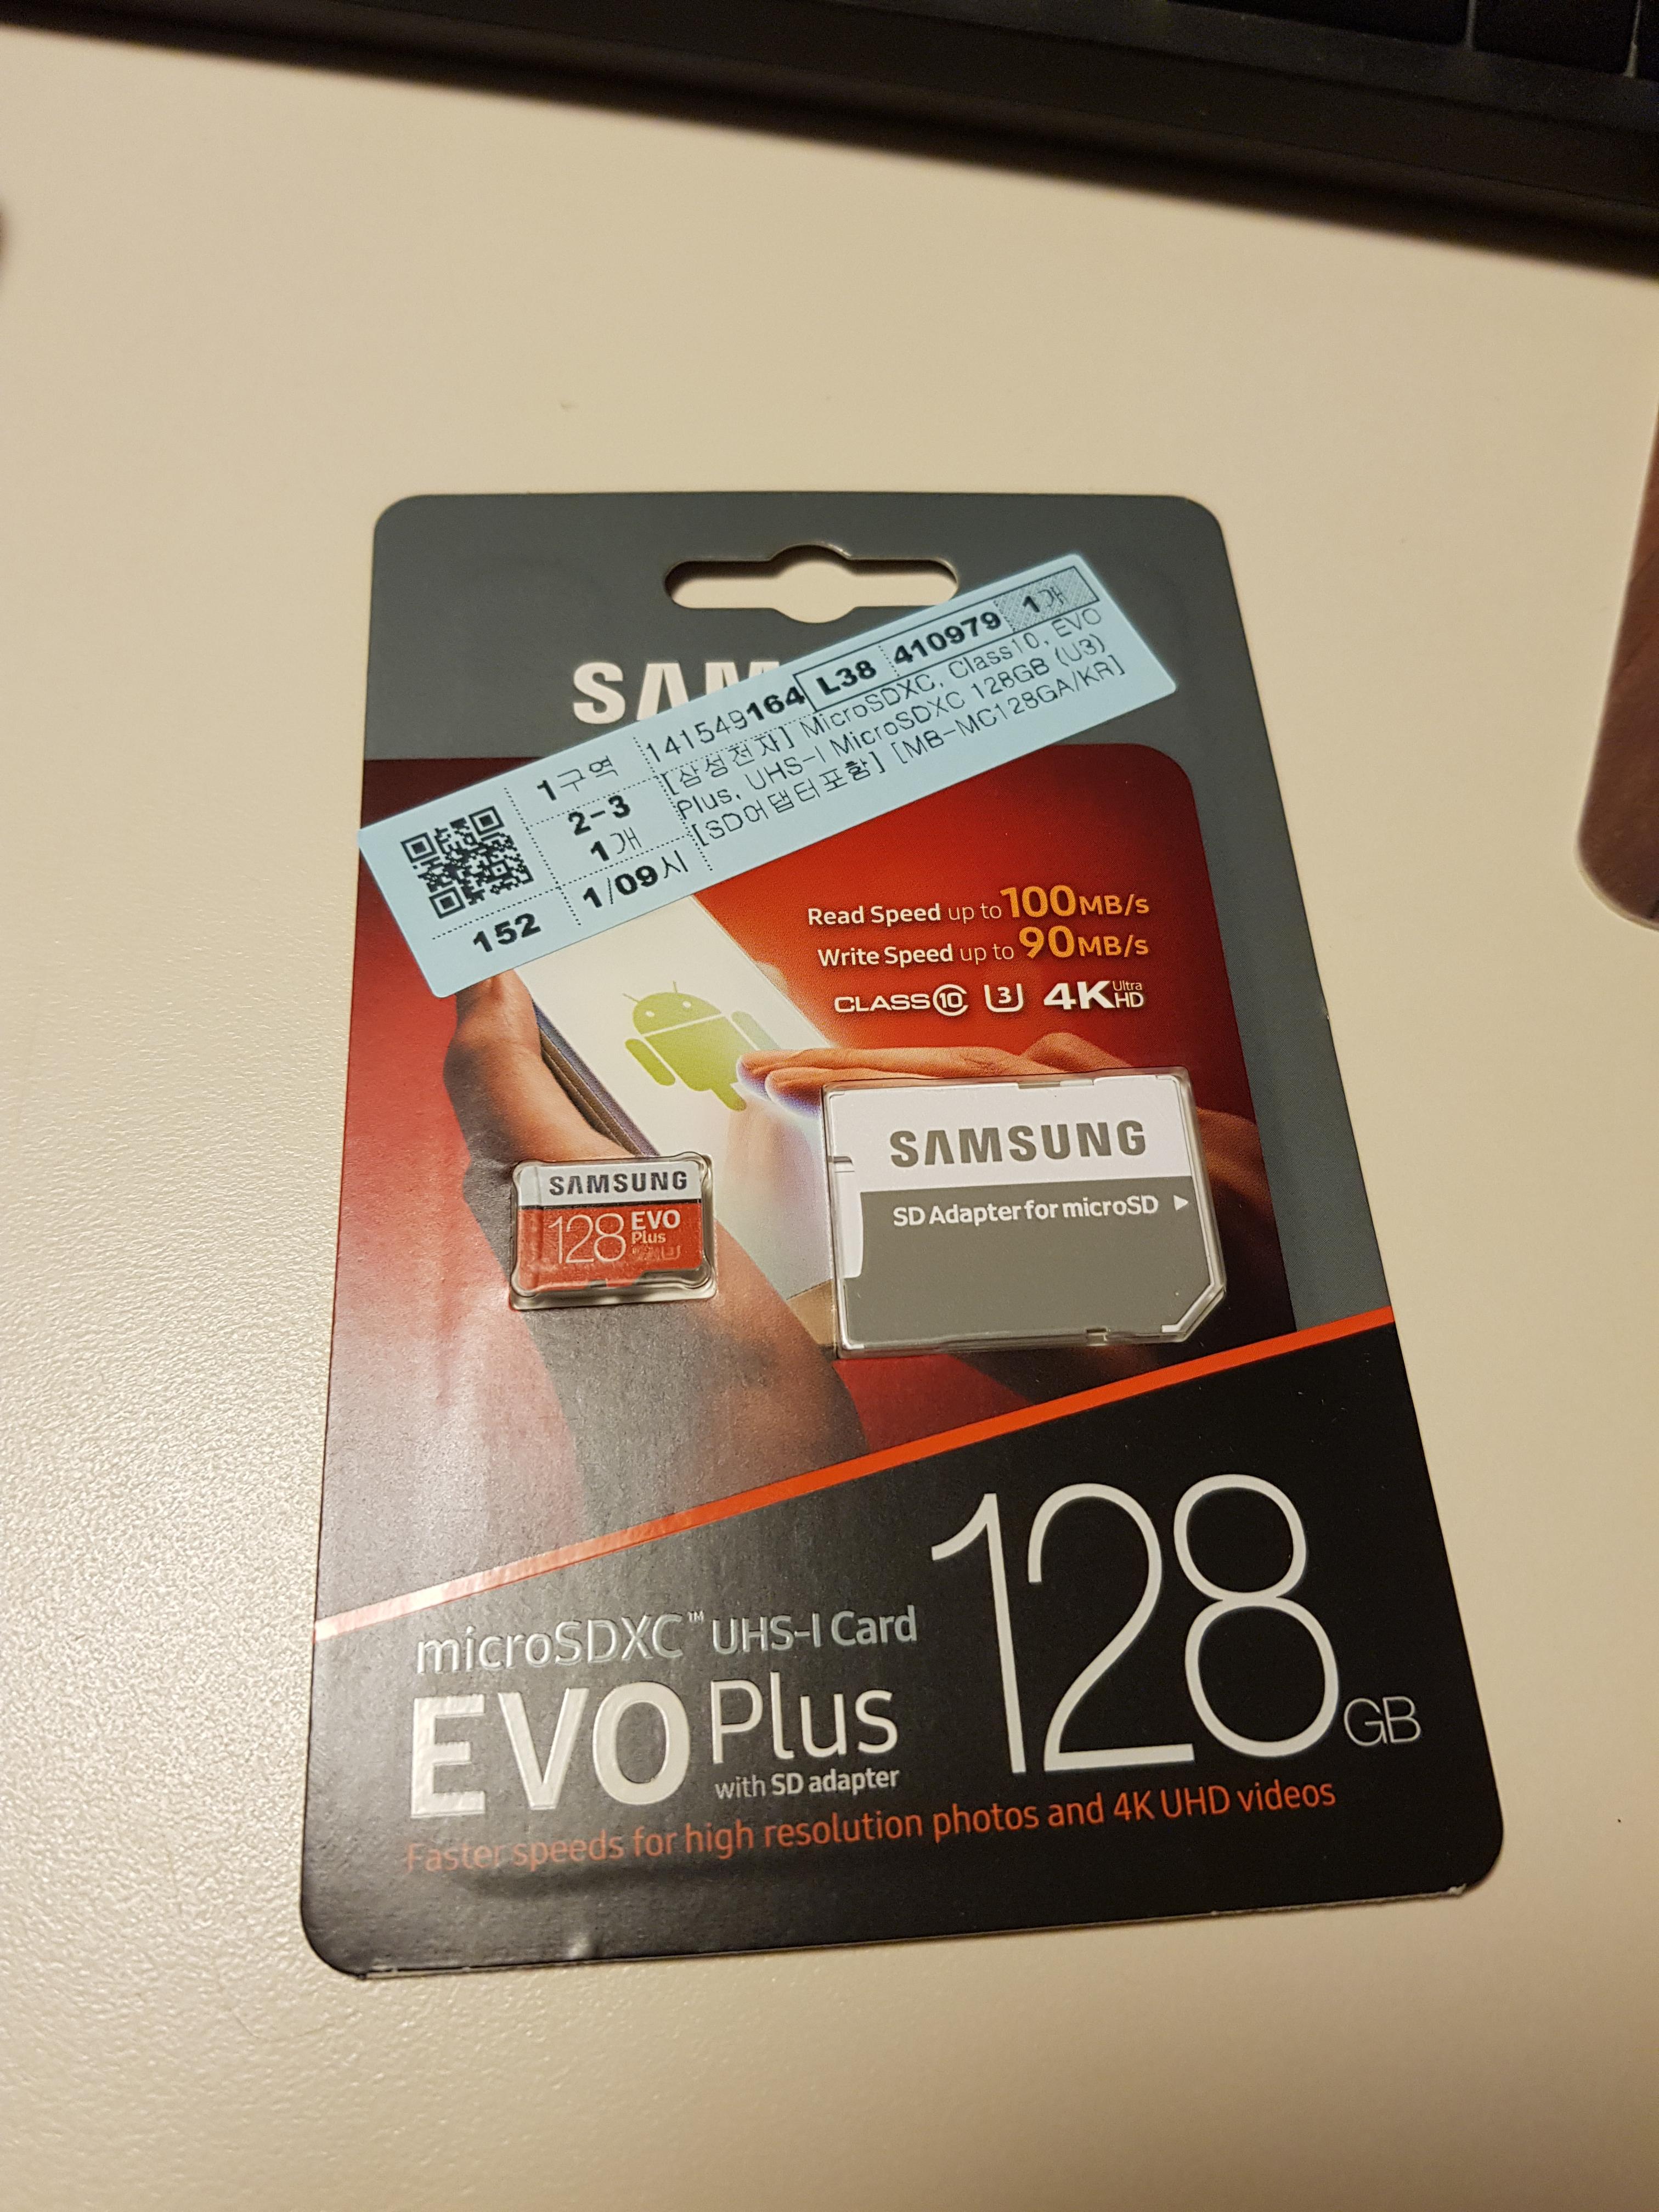 SAM
1구역
2-3
1개
1/09시
152
141549164 L38 410979 1개
[삼성전자] MicroSDXC, Class10, EVO
Plus, UHS-I MicroSDXC 128GB (U3)
[SD어댑터포함] [MB-MC128GA/KR]
Read Speed up to 100MB/s
Write Speed up to 90MB/s
CLASS10 U3 4K Ultra HD
SAMSUNG
128 EVO
Plus
SAMSUNG
SD Adapter for microSD
microSDXC™ UHS-I Card
EVO Plus
with SD adapter
128GB
Faster speeds for high resolution photos and 4K UHD videos